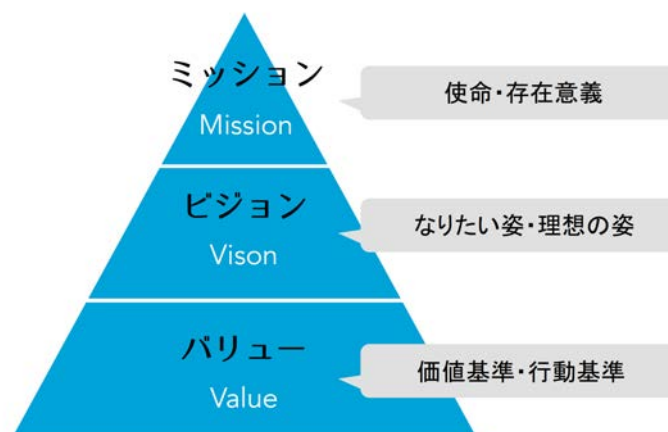 ミッション
Mission
使命・存在意義
ビジョン
Vison
なりたい姿・理想の姿
バリュー
Value
価値基準・行動基準